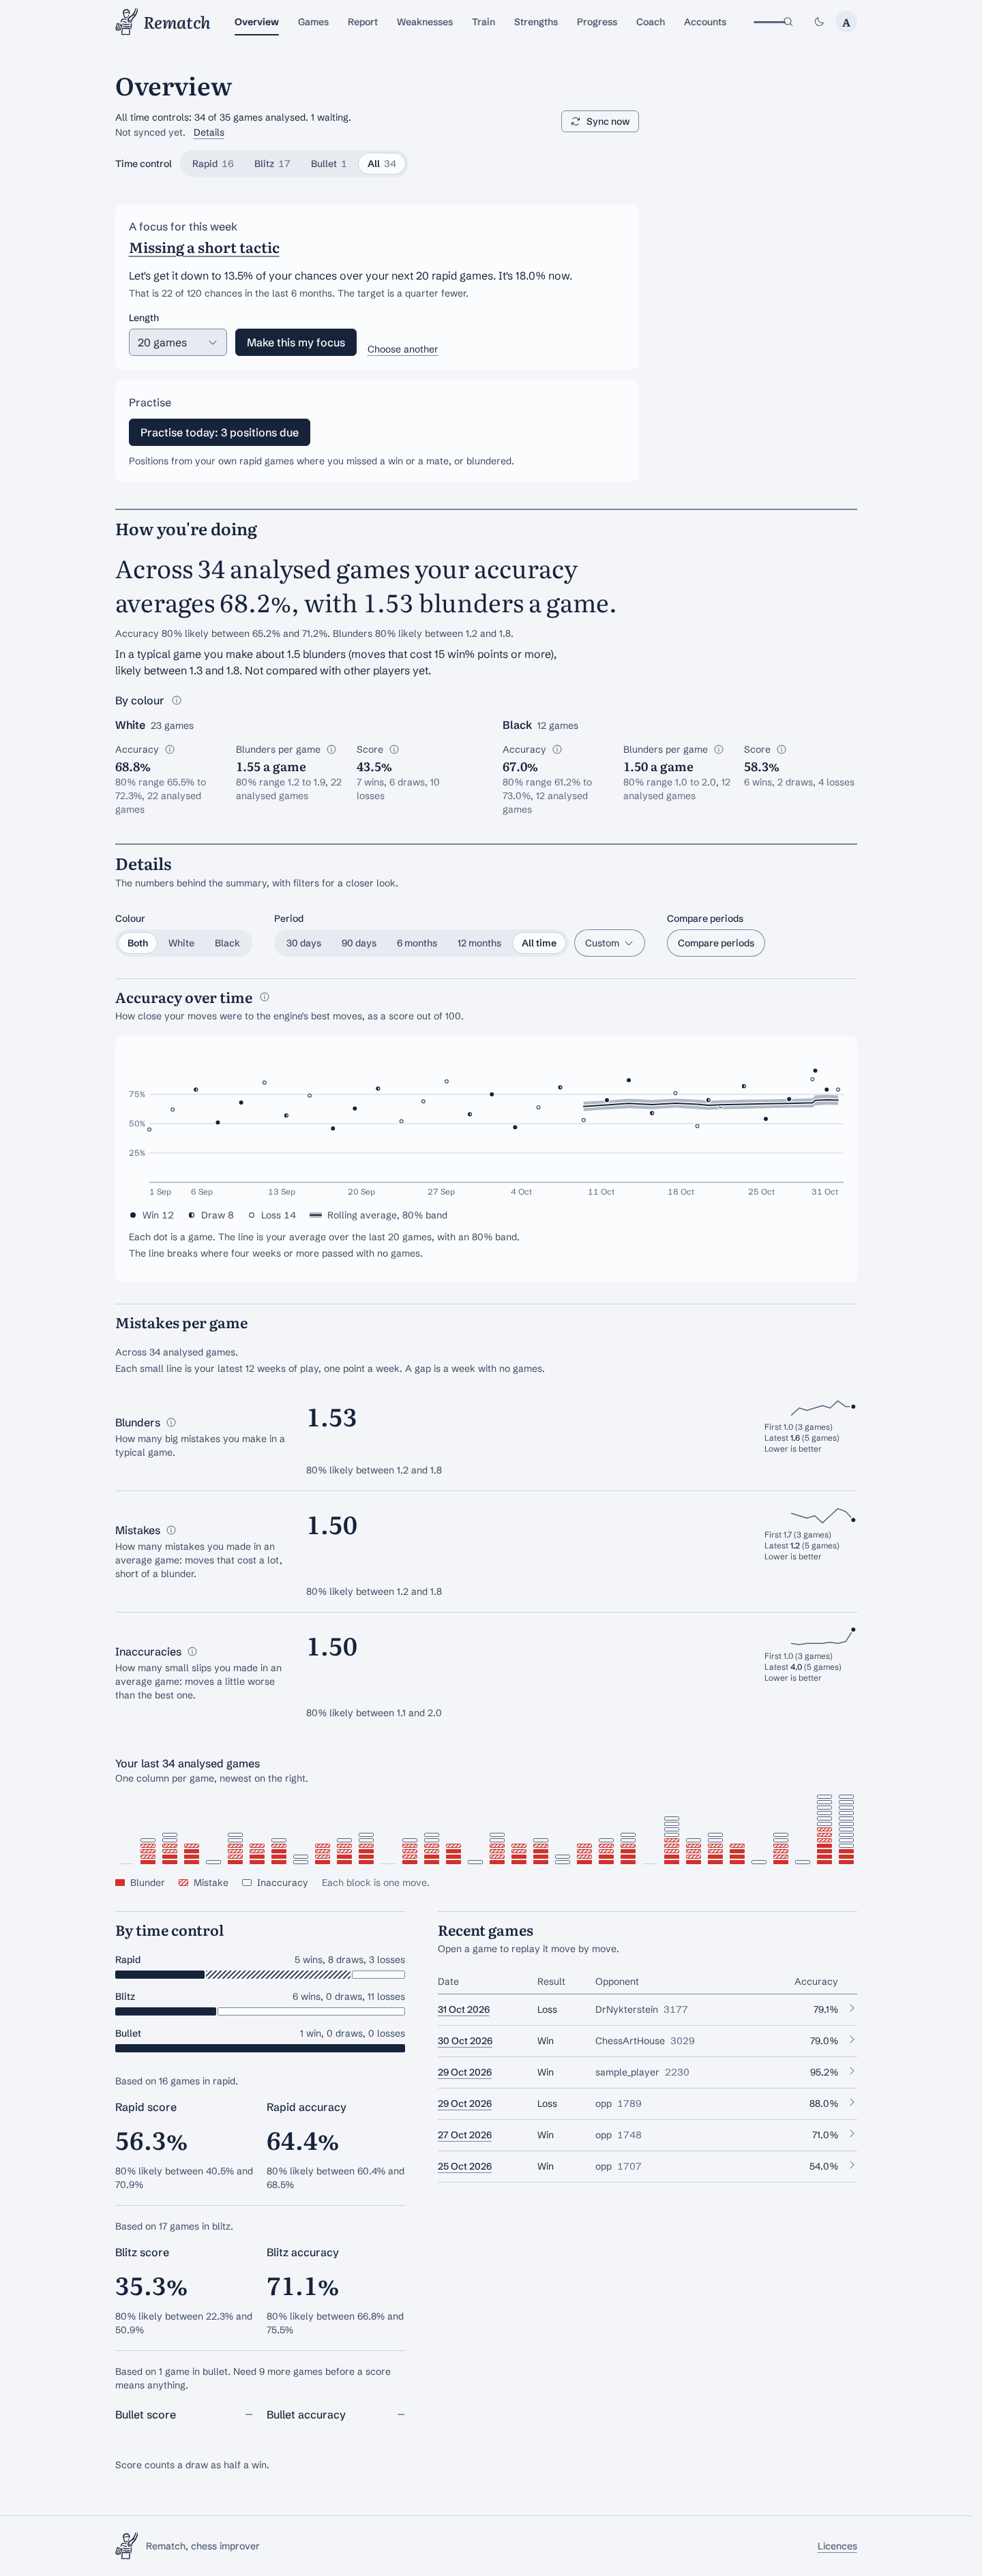 Rematch
Overview Games Report Weaknesses Train Strengths Progress Coach Accounts A
Overview
All time controls: 34 of 35 games analysed. 1 waiting.
Not synced yet. Details
Sync now
Time control Rapid 16 Blitz 17 Bullet 1 All 34
A focus for this week
Missing a short tactic
Let's get it down to 13.5% of your chances over your next 20 rapid games. It's 18.0% now.
That is 22 of 120 chances in the last 6 months. The target is a quarter fewer.
Length
20 games Make this my focus Choose another
Practise
Practise today: 3 positions due
Positions from your own rapid games where you missed a win or a mate, or blundered.
How you're doing
Across 34 analysed games your accuracy
averages 68.2%, with 1.53 blunders a game.
Accuracy 80% likely between 65.2% and 71.2%. Blunders 80% likely between 1.2 and 1.8.
In a typical game you make about 1.5 blunders (moves that cost 15 win% points or more),
likely between 1.3 and 1.8. Not compared with other players yet.
By colour
White 23 games
Accuracy Blunders per game Score
68.8% 1.55 a game 43.5%
80% range 65.5% to 80% range 1.2 to 1.9, 22 7 wins, 6 draws, 10
72.3%, 22 analysed analysed games losses
games
Black 12 games
Accuracy Blunders per game Score
67.0% 1.50 a game 58.3%
80% range 61.2% to 80% range 1.0 to 2.0, 12 6 wins, 2 draws, 4 losses
73.0%, 12 analysed analysed games
games
Details
The numbers behind the summary, with filters for a closer look.
Colour Period Compare periods
Both White Black 30 days 90 days 6 months 12 months All time Custom Compare periods
Accuracy over time
How close your moves were to the engine's best moves, as a score out of 100.
75%
50%
25%
1 Sep 6 Sep 13 Sep 20 Sep 27 Sep 4 Oct 11 Oct 18 Oct 25 Oct 31 Oct
Win 12 Draw 8 Loss 14 Rolling average, 80% band
Each dot is a game. The line is your average over the last 20 games, with an 80% band.
The line breaks where four weeks or more passed with no games.
Mistakes per game
Across 34 analysed games.
Each small line is your latest 12 weeks of play, one point a week. A gap is a week with no games.
Blunders
How many big mistakes you make in a
typical game.
1.53
80% likely between 1.2 and 1.8
First 1.0 (3 games)
Latest 1.6 (5 games)
Lower is better
Mistakes
How many mistakes you made in an
average game: moves that cost a lot,
short of a blunder.
1.50
80% likely between 1.2 and 1.8
First 1.7 (3 games)
Latest 1.2 (5 games)
Lower is better
Inaccuracies
How many small slips you made in an
average game: moves a little worse
than the best one.
1.50
80% likely between 1.1 and 2.0
First 1.0 (3 games)
Latest 4.0 (5 games)
Lower is better
Your last 34 analysed games
One column per game, newest on the right.
Blunder Mistake Inaccuracy Each block is one move.
By time control
Rapid 5 wins, 8 draws, 3 losses
Blitz 6 wins, 0 draws, 11 losses
Bullet 1 win, 0 draws, 0 losses
Based on 16 games in rapid.
Rapid score Rapid accuracy
56.3% 64.4%
80% likely between 40.5% and 80% likely between 60.4% and
70.9% 68.5%
Based on 17 games in blitz.
Blitz score Blitz accuracy
35.3% 71.1%
80% likely between 22.3% and 80% likely between 66.8% and
50.9% 75.5%
Based on 1 game in bullet. Need 9 more games before a score
means anything.
Bullet score – Bullet accuracy –
Score counts a draw as half a win.
Recent games
Open a game to replay it move by move.
Date Result Opponent Accuracy
31 Oct 2026 Loss DrNykterstein 3177 79.1%
30 Oct 2026 Win ChessArtHouse 3029 79.0%
29 Oct 2026 Win sample_player 2230 95.2%
29 Oct 2026 Loss opp 1789 88.0%
27 Oct 2026 Win opp 1748 71.0%
25 Oct 2026 Win opp 1707 54.0%
Rematch, chess improver
Licences